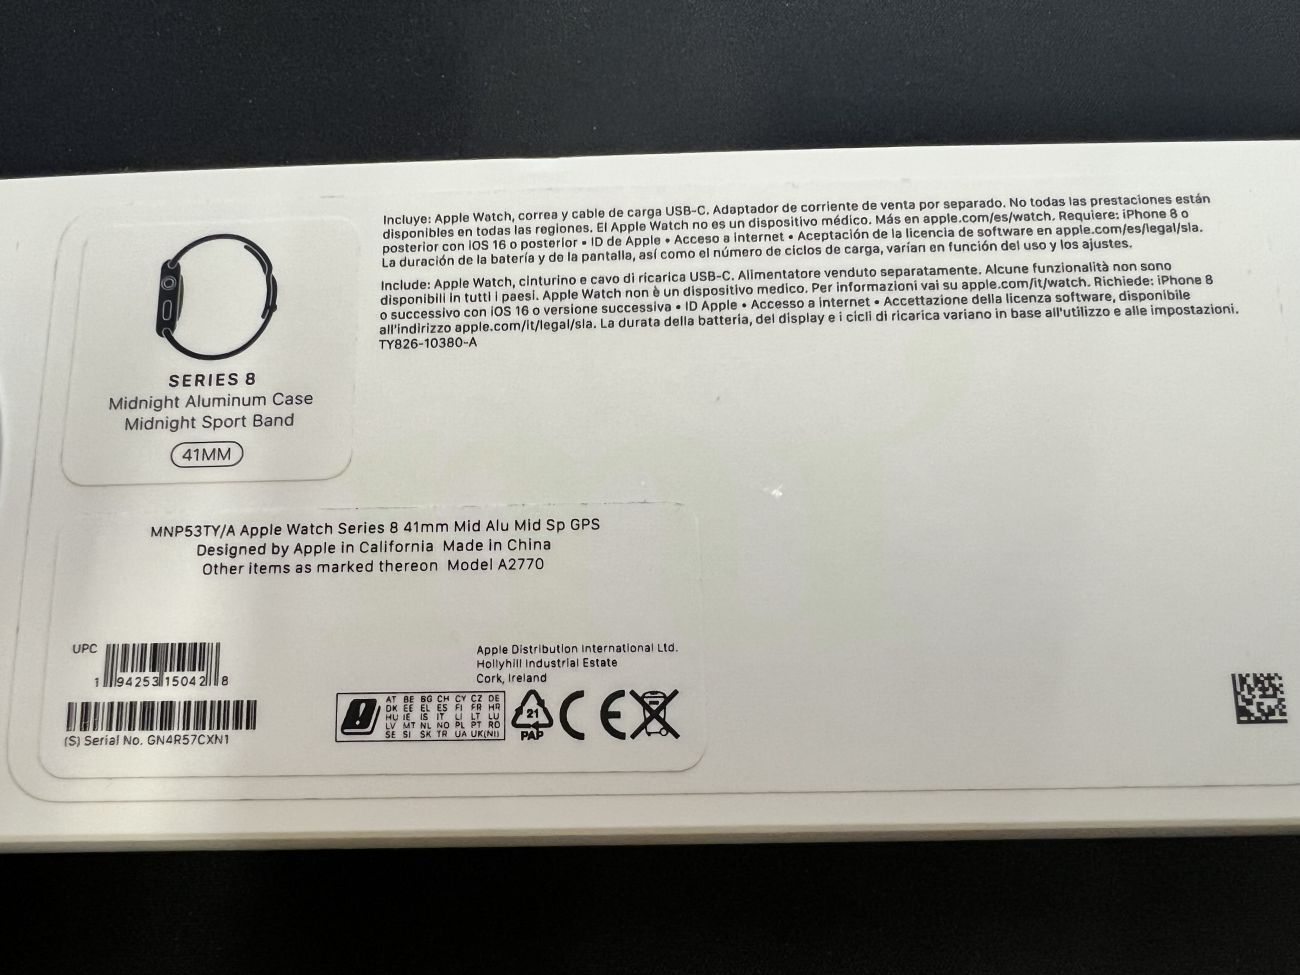 SERIES 8
Midnight Aluminum Case
Midnight Sport Band
41MM
Incluye: Apple Watch, correa y cable de carga USB-C. Adaptador de corriente de venta por separado. No todas las prestaciones están
disponibles en todas las regiones. El Apple Watch no es un dispositivo médico. Más en apple.com/es/watch. Requiere: iPhone 8 o
posterior con iOS 16 o posterior • ID de Apple • Acceso a internet • Aceptación de la licencia de software en apple.com/es/legal/sla.
La duración de la batería y de la pantalla, así como el número de ciclos de carga, varían en función del uso y los ajustes.
Include: Apple Watch, cinturino e cavo di ricarica USB-C. Alimentatore venduto separatamente. Alcune funzionalità non sono
disponibili in tutti i paesi. Apple Watch non è un dispositivo medico. Per informazioni vai su apple.com/it/watch. Richiede: iPhone 8
o successivo con iOS 16 o versione successiva • ID Apple • Accesso a internet • Accettazione della licenza software, disponibile
all'indirizzo apple.com/it/legal/sla. La durata della batteria, del display e i cicli di ricarica variano in base all'utilizzo e alle impostazioni.
TY826-10380-A
MNP53TY/A Apple Watch Series 8 41mm Mid Alu Mid Sp GPS
Designed by Apple in California Made in China
Other items as marked thereon Model A2770
UPC
1 94253 15042 8
(S) Serial No. GN4R57CXN1
Apple Distribution International Ltd.
Hollyhill Industrial Estate
Cork, Ireland
AT BE BG CH CY CZ DE
DK EE EL ES FI FR HR
HU IE IS IT LI LT LU
LV MT NL NO PL PT RO
SE SI SK TR UA UK(NI)
21
PAP
CE